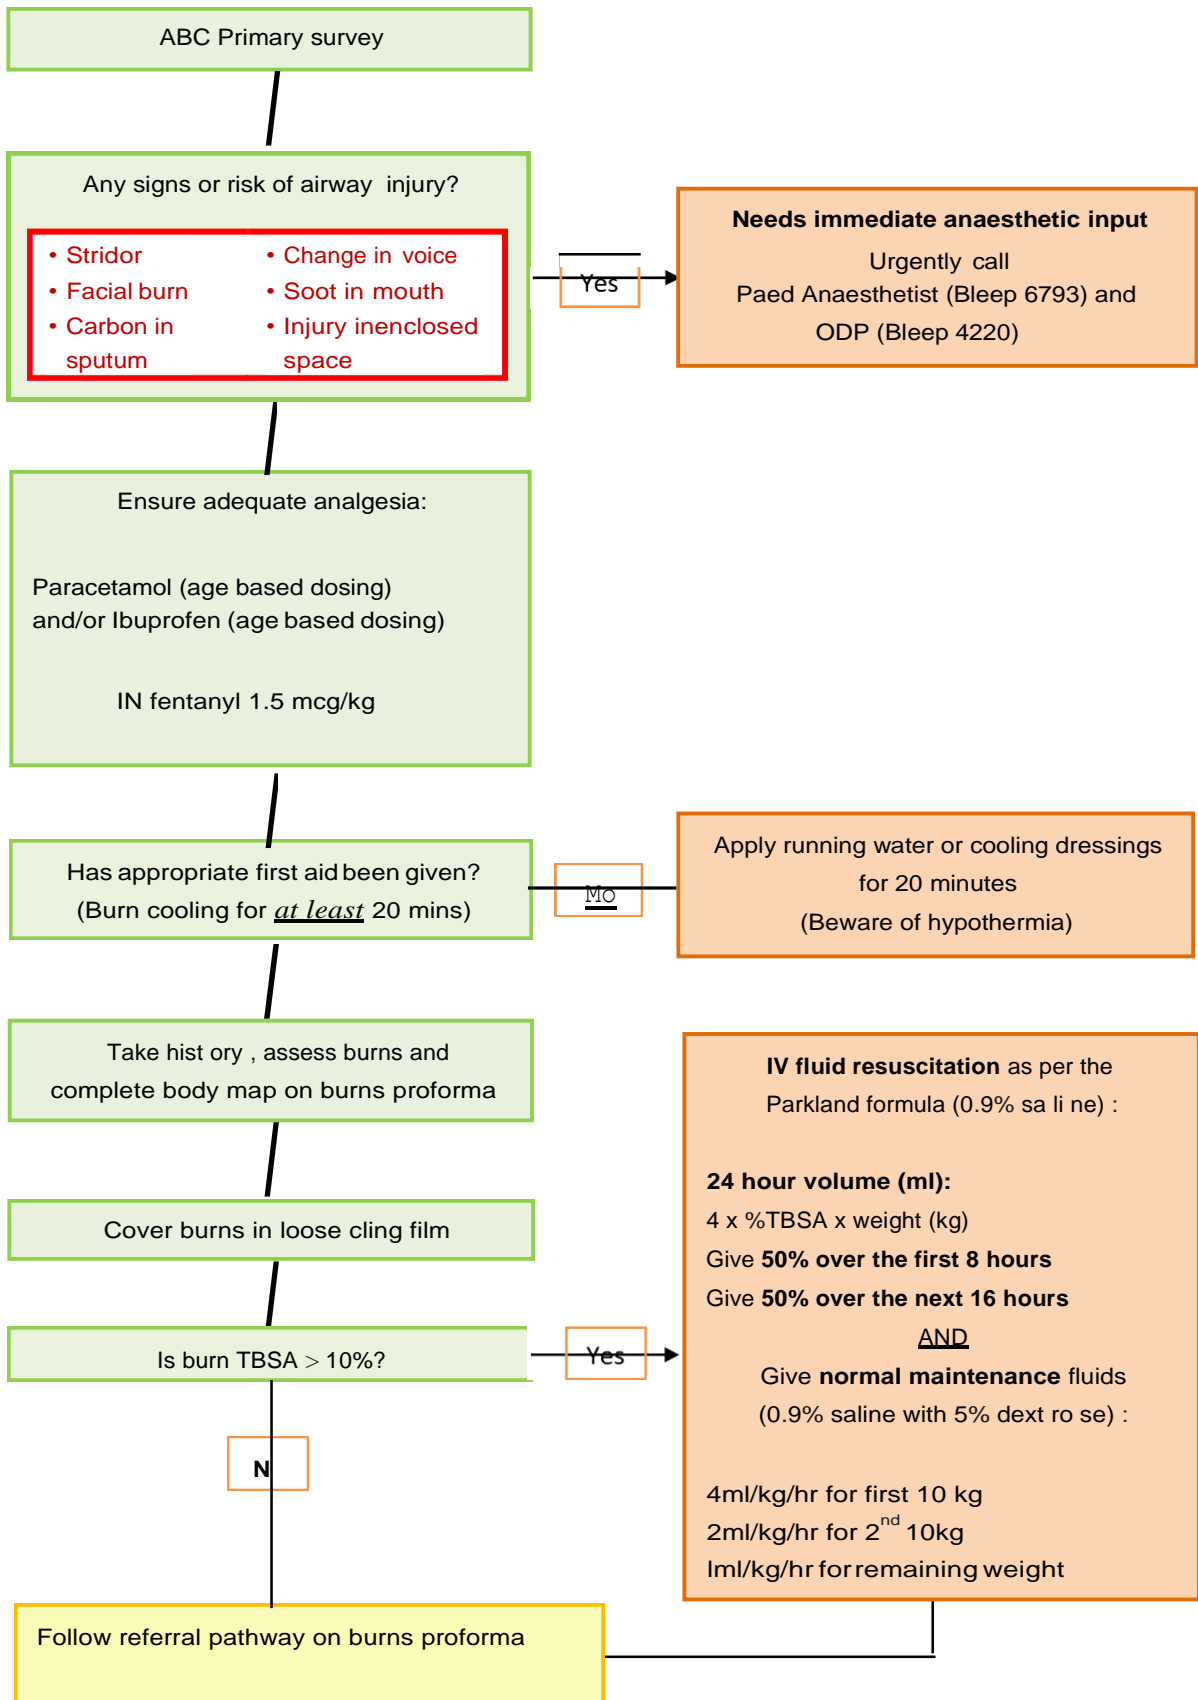 ABC Primary survey
Any signs or risk of airway injury?
• Stridor
• Facial burn
• Carbon in
sputum
• Change in voice
• Soot in mouth
• Injury inenclosed
space
Yes
Needs immediate anaesthetic input
Urgently call
Paed Anaesthetist (Bleep 6793) and
ODP (Bleep 4220)
Ensure adequate analgesia:
Paracetamol (age based dosing)
and/or Ibuprofen (age based dosing)
IN fentanyl 1.5 mcg/kg
Has appropriate first aid been given?
(Burn cooling for at least 20 mins)
Mo
Apply running water or cooling dressings
for 20 minutes
(Beware of hypothermia)
Take hist ory , assess burns and
complete body map on burns proforma
Cover burns in loose cling film
Is burn TBSA > 10%?
Yes
IV fluid resuscitation as per the
Parkland formula (0.9% sa li ne) :
24 hour volume (ml):
4 x %TBSA x weight (kg)
Give 50% over the first 8 hours
Give 50% over the next 16 hours
AND
Give normal maintenance fluids
(0.9% saline with 5% dext ro se) :
4ml/kg/hr for first 10 kg
2ml/kg/hr for 2nd 10kg
lml/kg/hr for remaining weight
N
Follow referral pathway on burns proforma